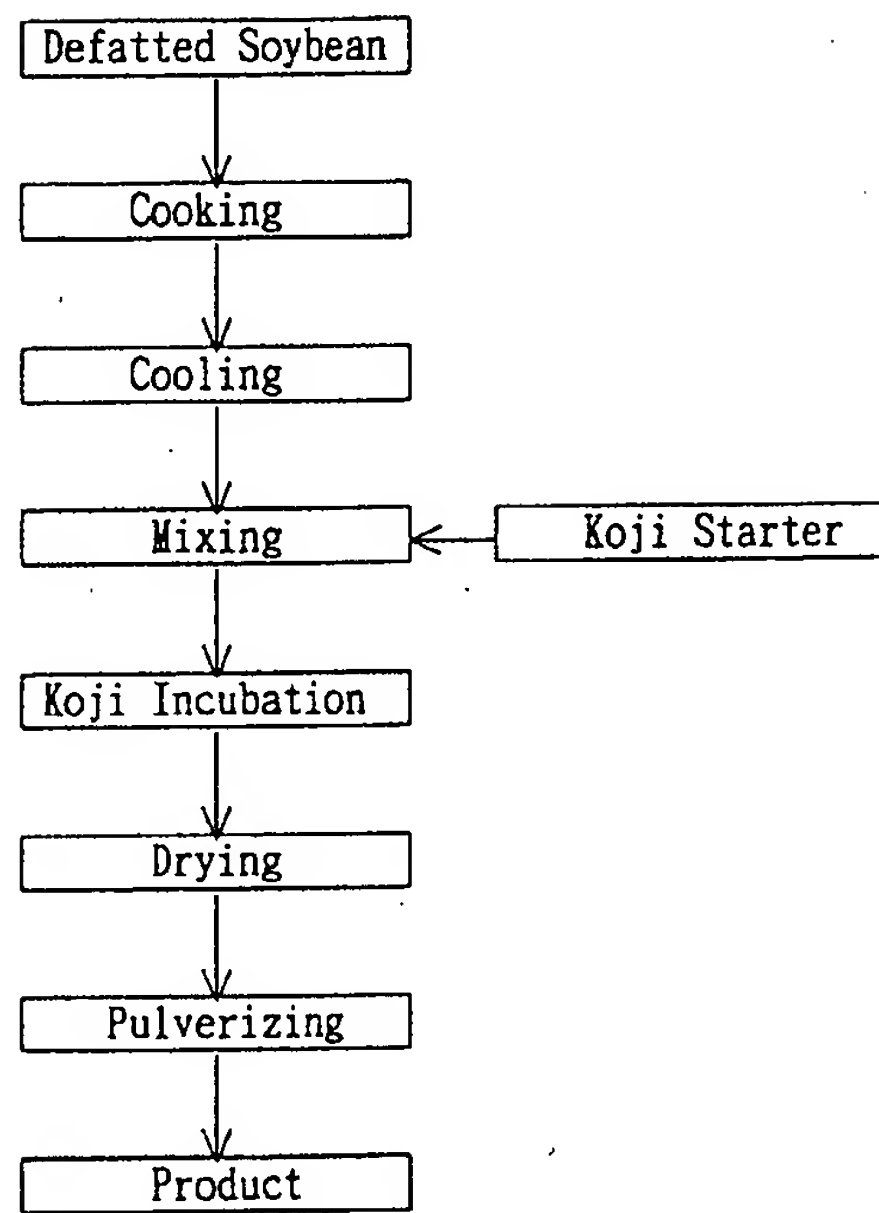 Defatted Soybean
Cooking
Cooling
Mixing
Koji Starter
Koji Incubation
Drying
Pulverizing
Product